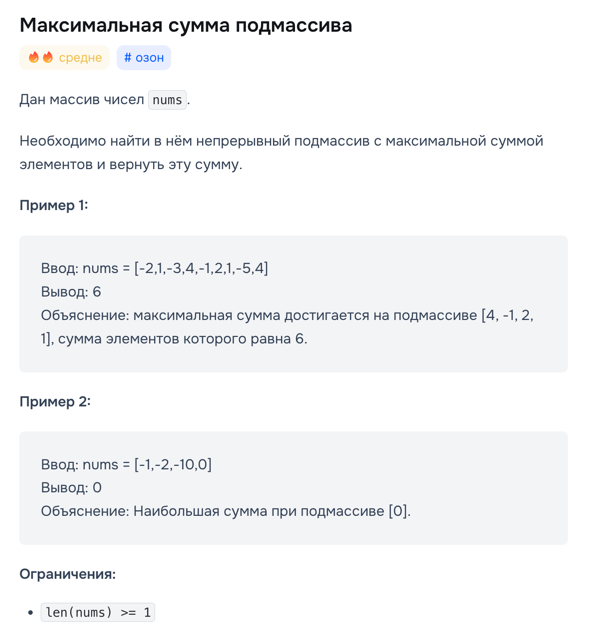 Максимальная сумма подмассива
🔥🔥 средне # озон
Дан массив чисел nums.
Необходимо найти в нём непрерывный подмассив с максимальной суммой
элементов и вернуть эту сумму.
Пример 1:
Ввод: nums = [-2,1,-3,4,-1,2,1,-5,4]
Вывод: 6
Объяснение: максимальная сумма достигается на подмассиве [4, -1, 2,
1], сумма элементов которого равна 6.
Пример 2:
Ввод: nums = [-1,-2,-10,0]
Вывод: 0
Объяснение: Наибольшая сумма при подмассиве [0].
Ограничения:
• len(nums) >= 1